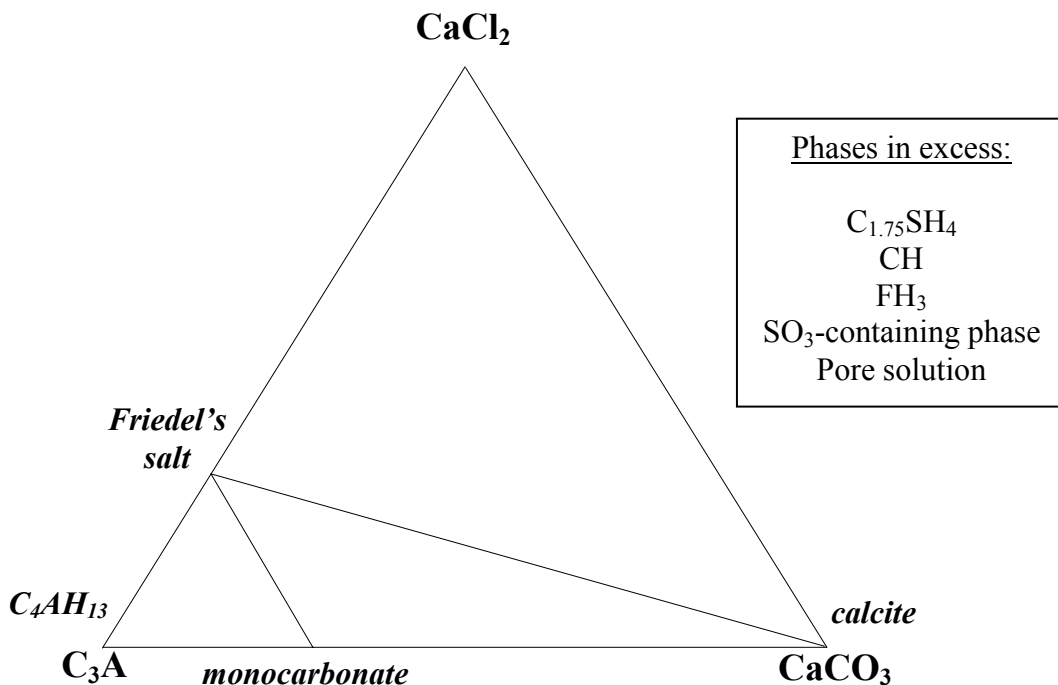 CaCl₂
Phases in excess:
C₁.₇₅SH₄
CH
FH₃
SO₃-containing phase
Pore solution
Friedel’s
salt
C₄AH₁₃
calcite
C₃A
monocarbonate
CaCO₃